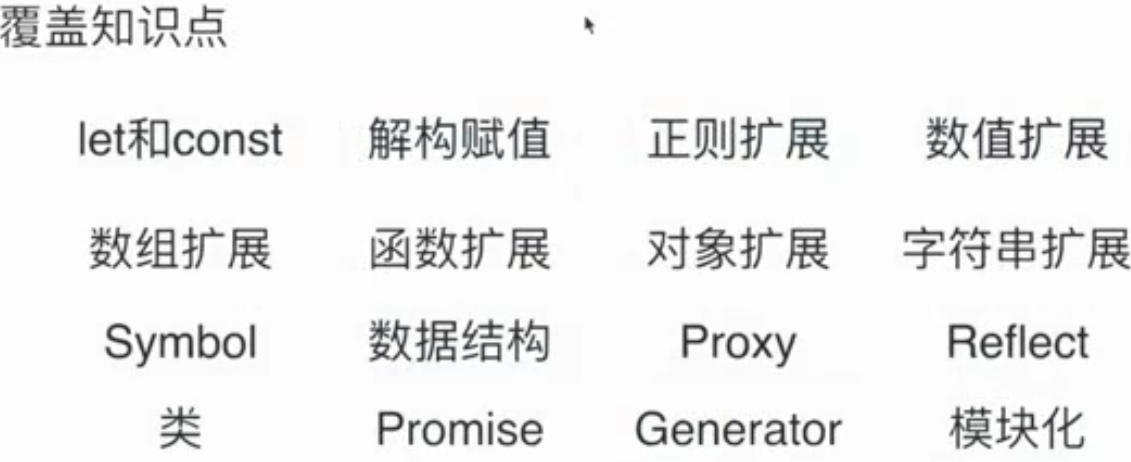 覆盖知识点
let和const 解构赋值 正则扩展 数值扩展
数组扩展 函数扩展 对象扩展 字符串扩展
Symbol 数据结构 Proxy Reflect
类 Promise Generator 模块化